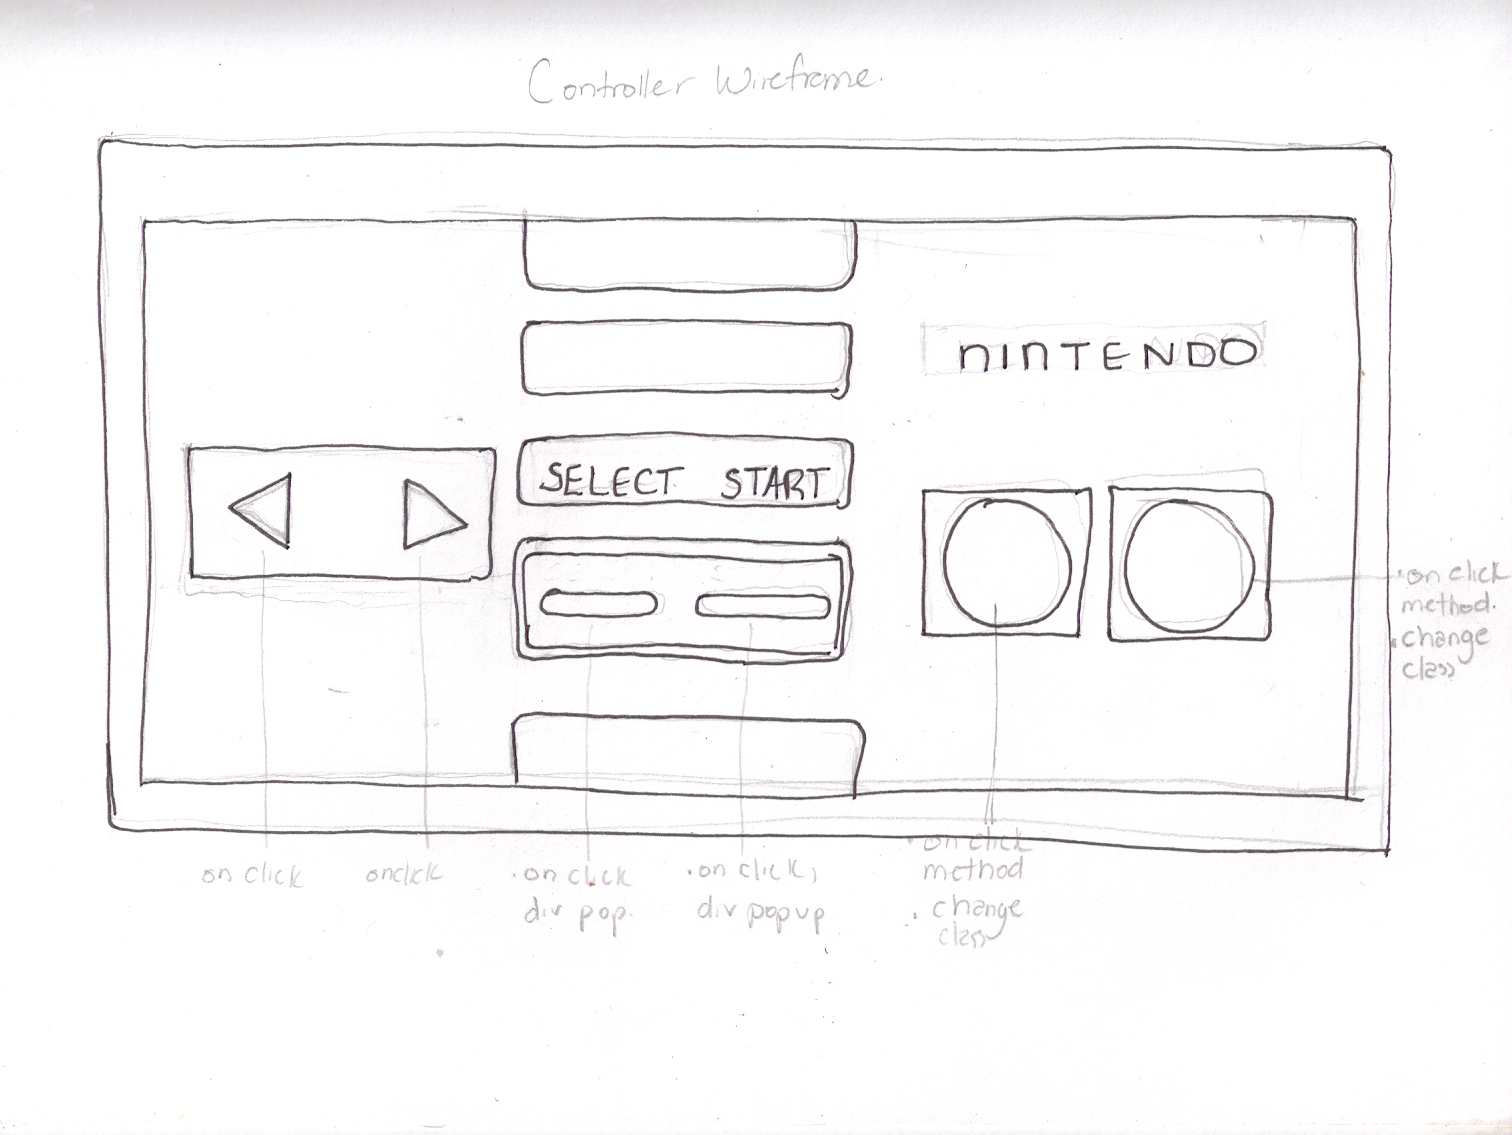 Controller Wireframe.
nINTENDO
SELECT START
on click
onclick
. on click
div pop.
. on click,
div popup
. on click
method
. change
class
. on click
method.
. change
class